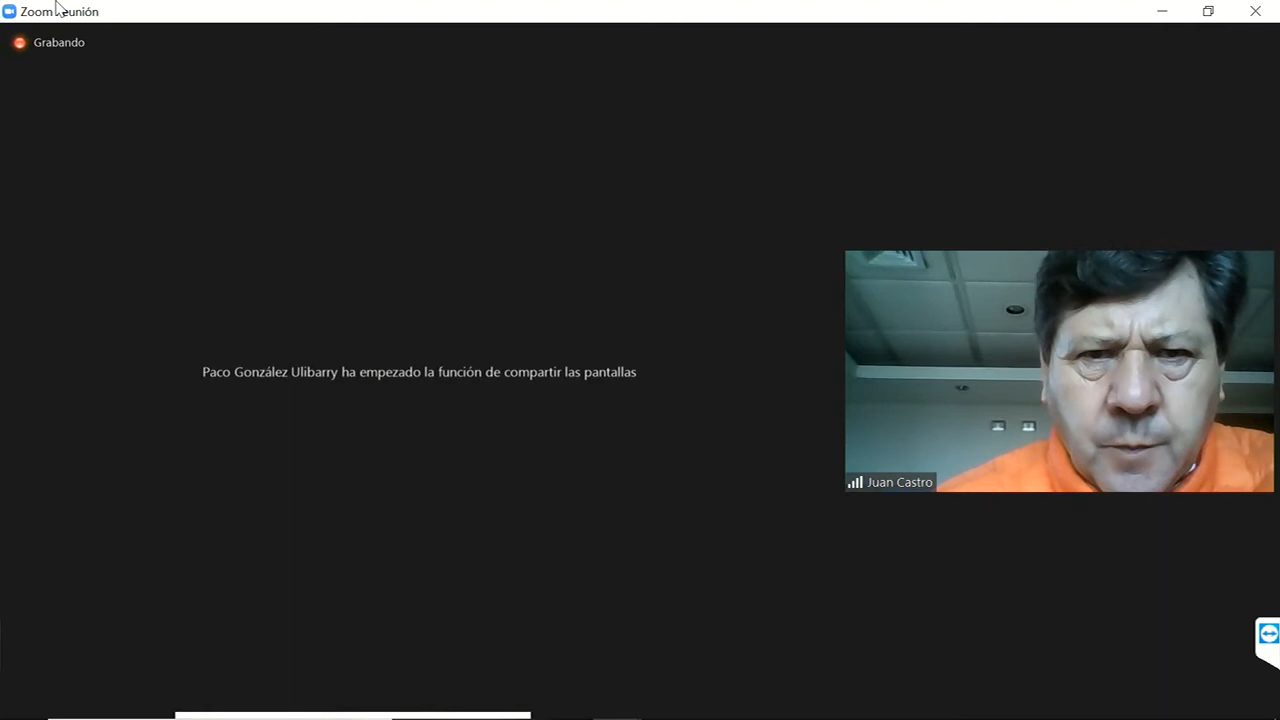 Zoom Reunión
Grabando
Paco González Ulibarry ha empezado la función de compartir las pantallas
Juan Castro